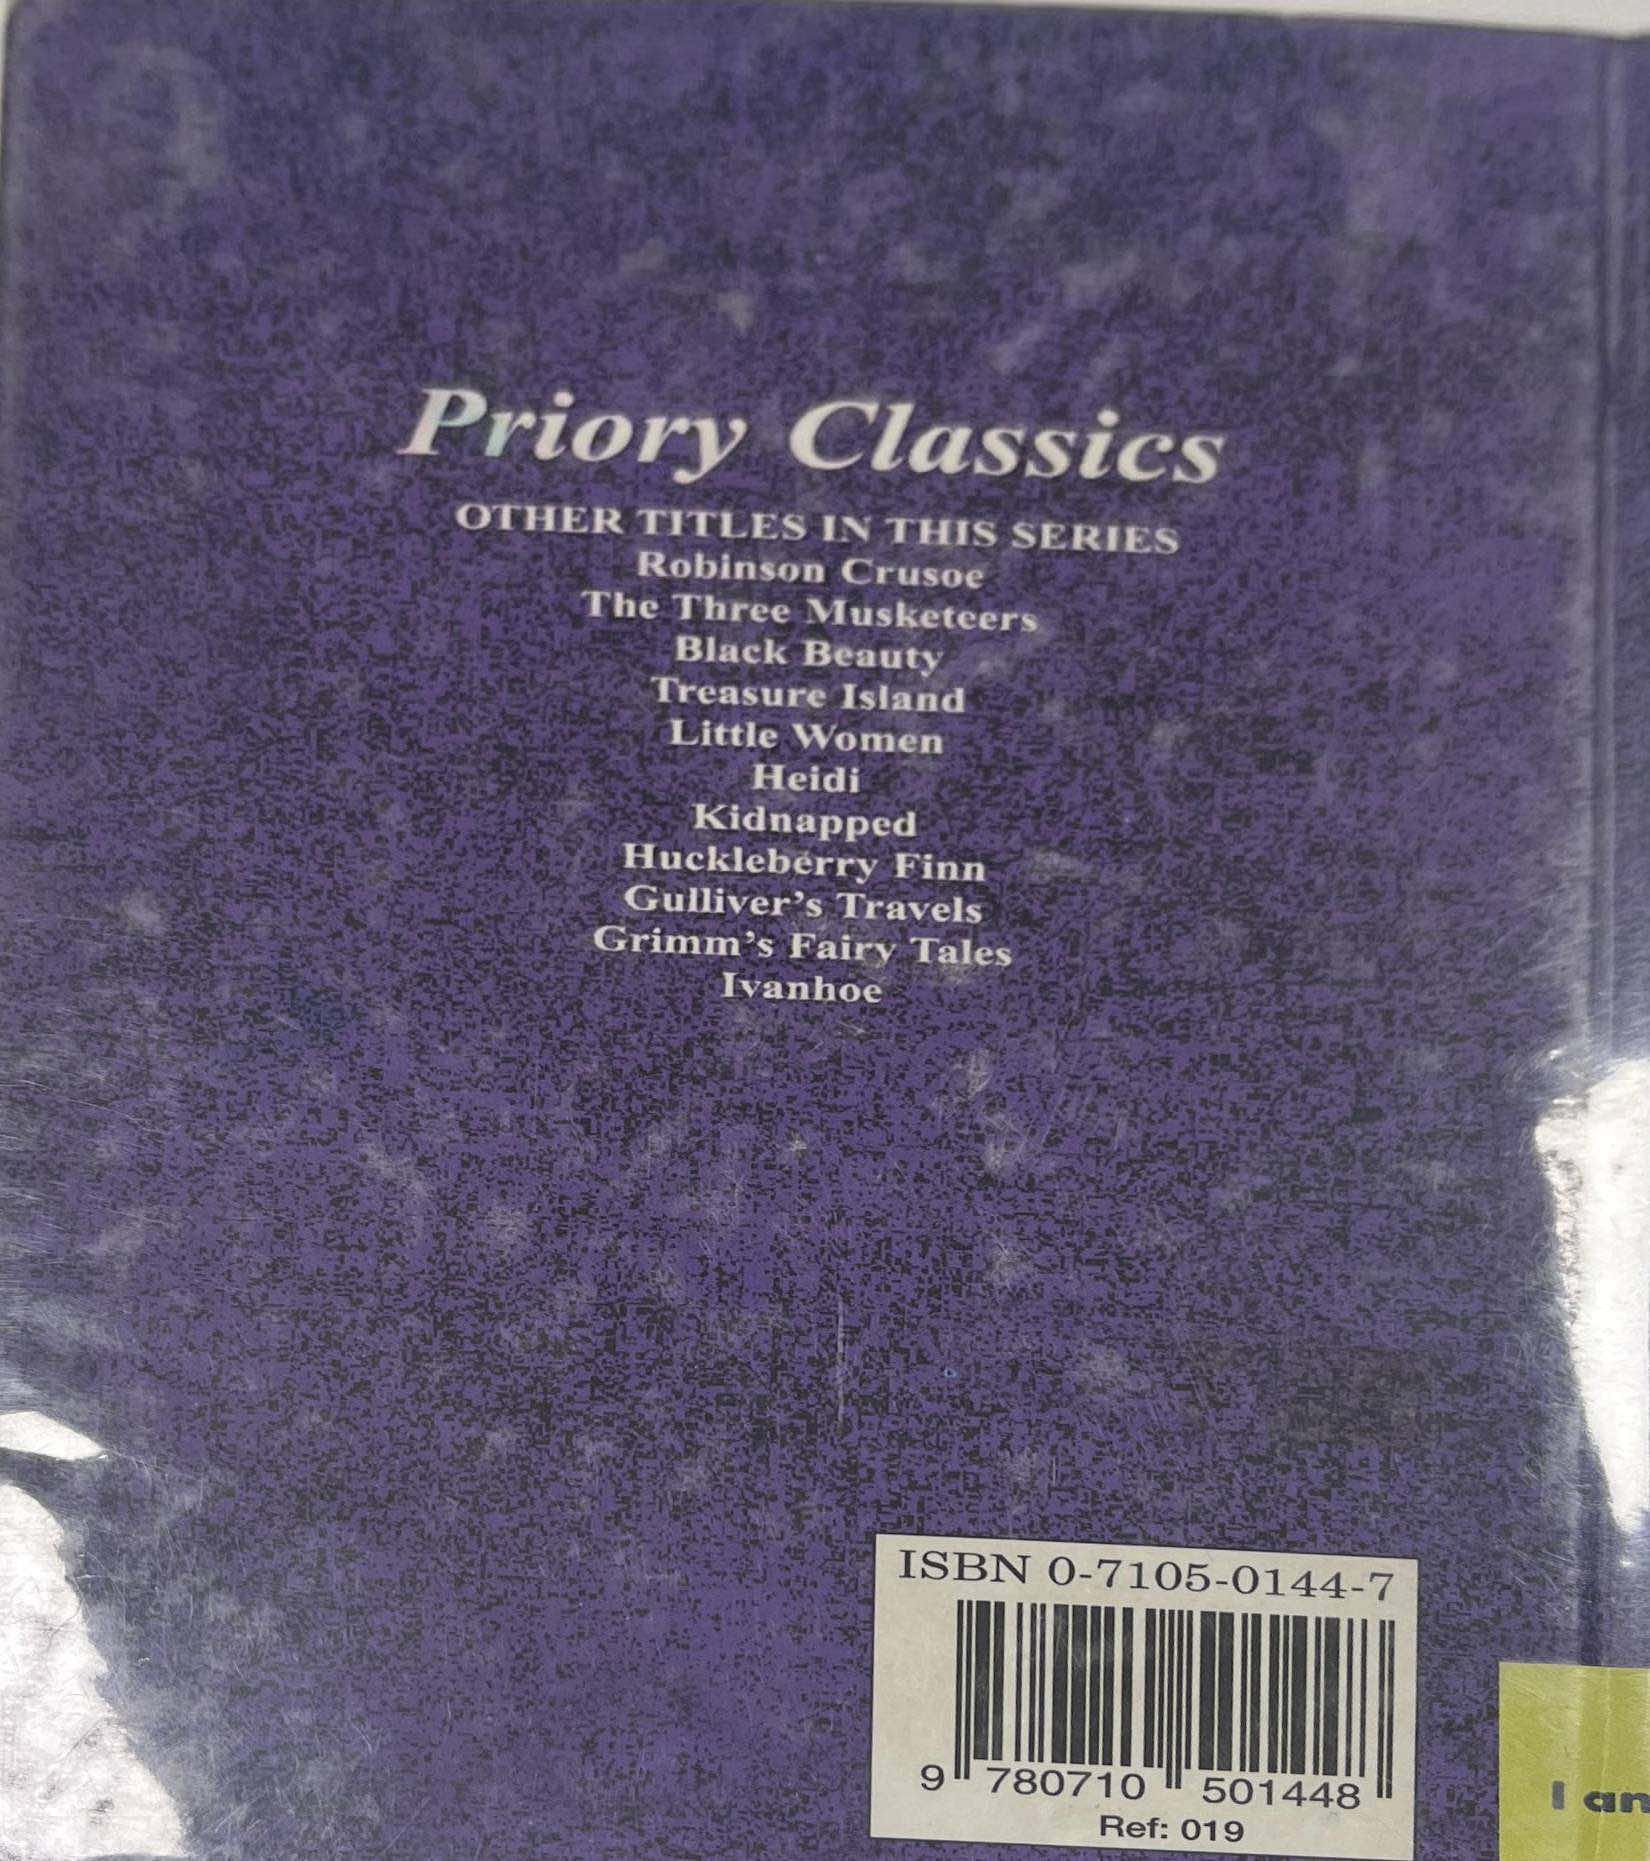 Priory Classics
OTHER TITLES IN THIS SERIES
Robinson Crusoe
The Three Musketeers
Black Beauty
Treasure Island
Little Women
Heidi
Kidnapped
Huckleberry Finn
Gulliver's Travels
Grimm's Fairy Tales
Ivanhoe
ISBN 0-7105-0144-7
9 780710 501448
Ref: 019
I an